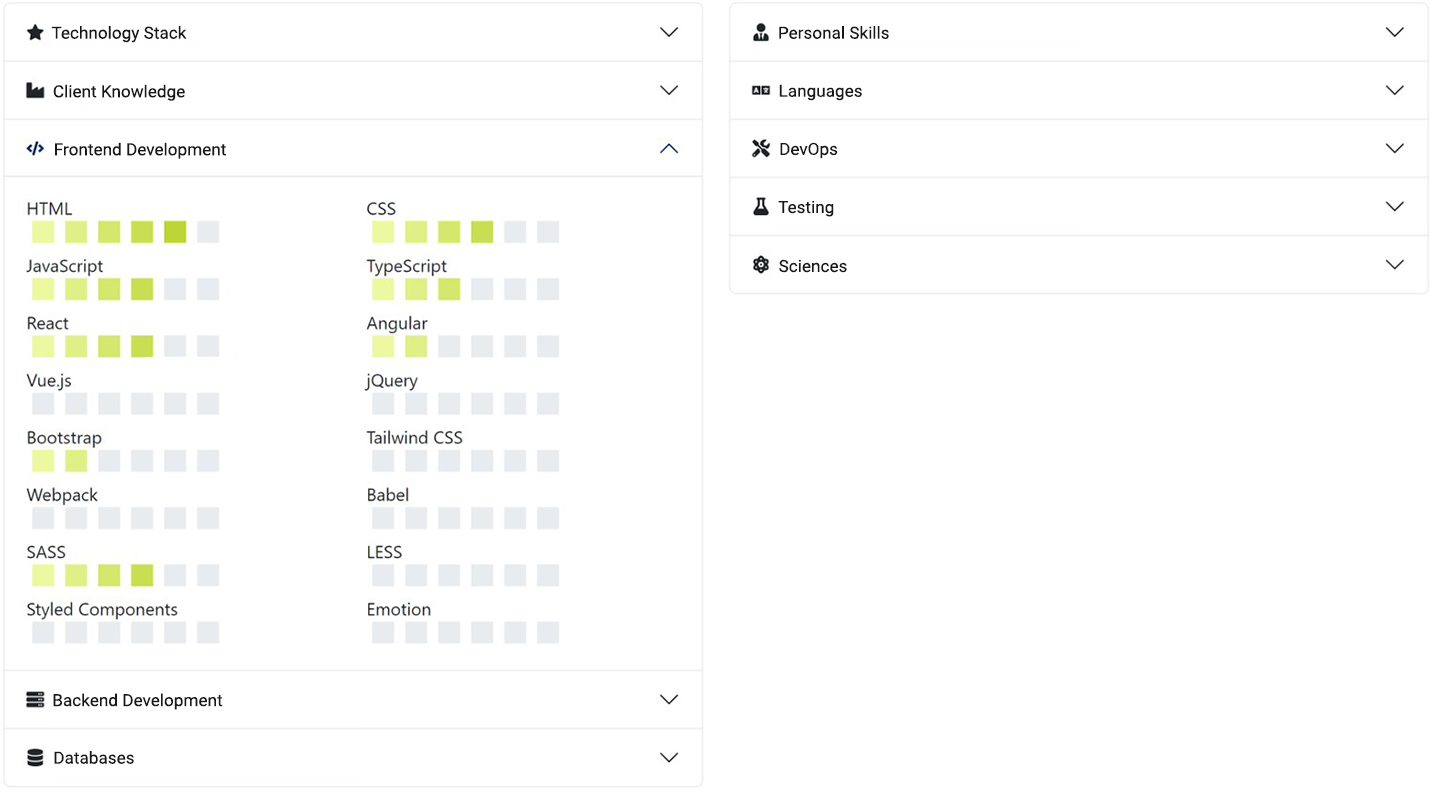 Technology Stack
Client Knowledge
Frontend Development
HTML
CSS
JavaScript
TypeScript
React
Angular
Vue.js
jQuery
Bootstrap
Tailwind CSS
Webpack
Babel
SASS
LESS
Styled Components
Emotion
Backend Development
Databases
Personal Skills
Languages
DevOps
Testing
Sciences